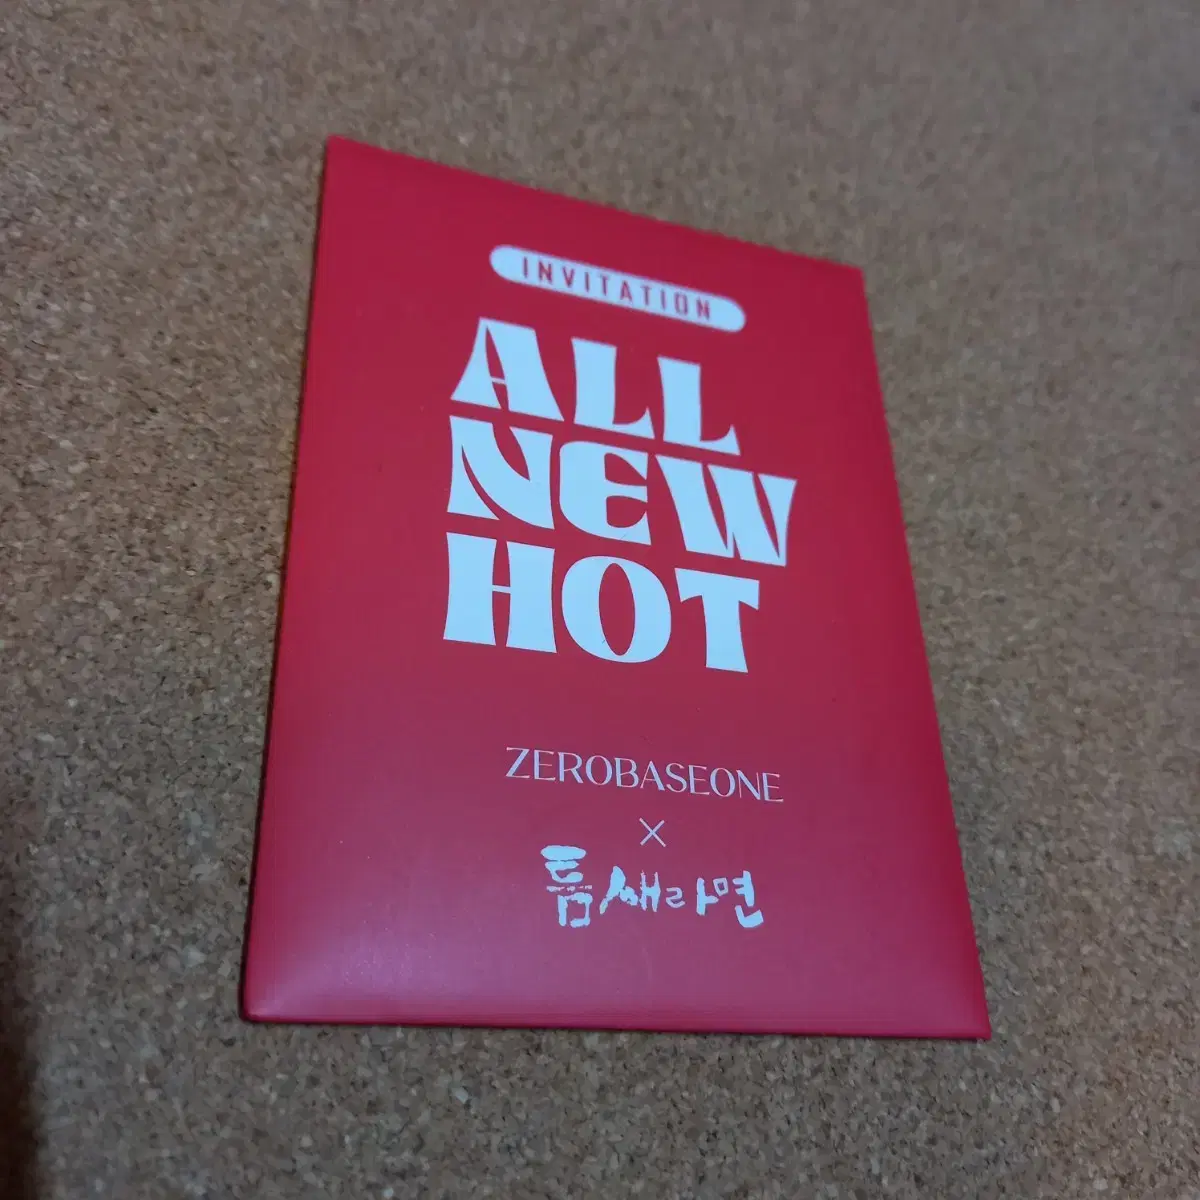 INVITATION
ALL
NEW
HOT
ZEROBASEONE
×
틈새라면